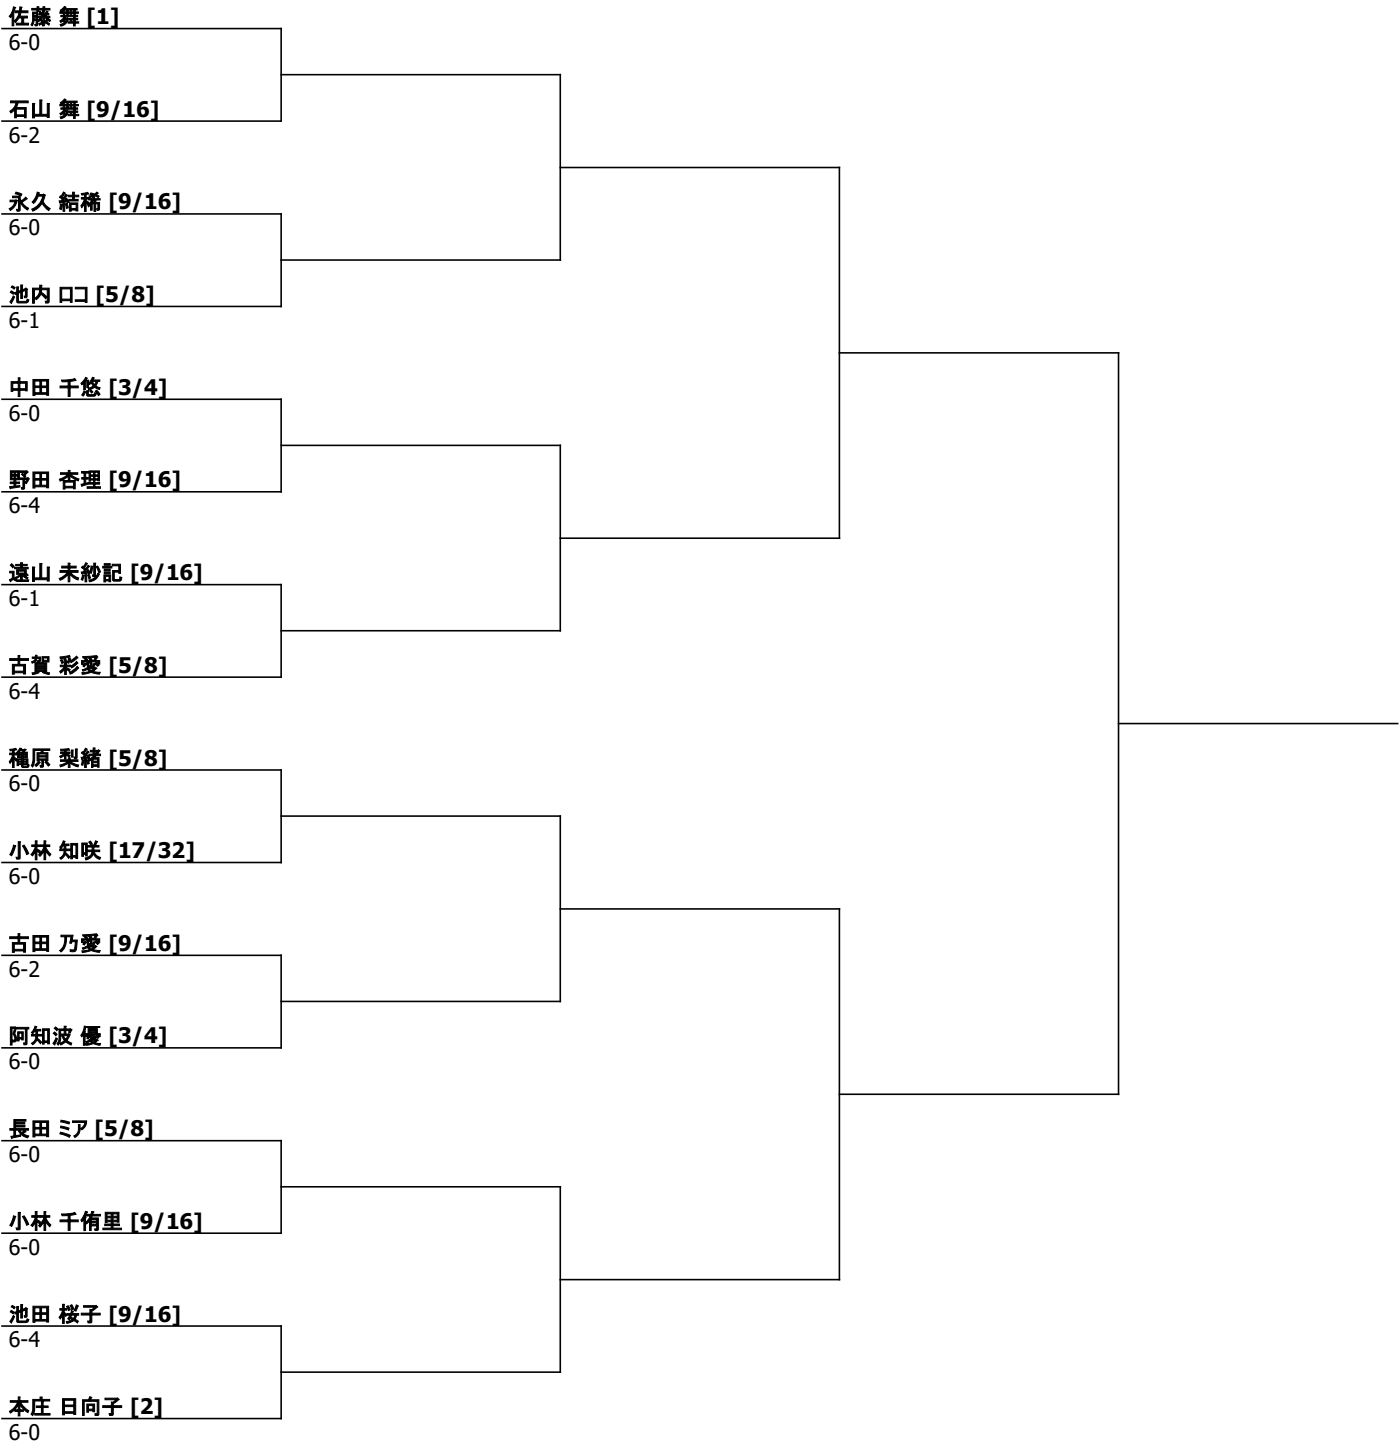 佐藤 舞 [1]
6-0
石山 舞 [9/16]
6-2
永久 結稀 [9/16]
6-0
池内 ロコ [5/8]
6-1
中田 千悠 [3/4]
6-0
野田 杏理 [9/16]
6-4
遠山 未紗記 [9/16]
6-1
古賀 彩愛 [5/8]
6-4
穐原 梨緒 [5/8]
6-0
小林 知咲 [17/32]
6-0
古田 乃愛 [9/16]
6-2
阿知波 優 [3/4]
6-0
長田 ミア [5/8]
6-0
小林 千侑里 [9/16]
6-0
池田 桜子 [9/16]
6-4
本庄 日向子 [2]
6-0